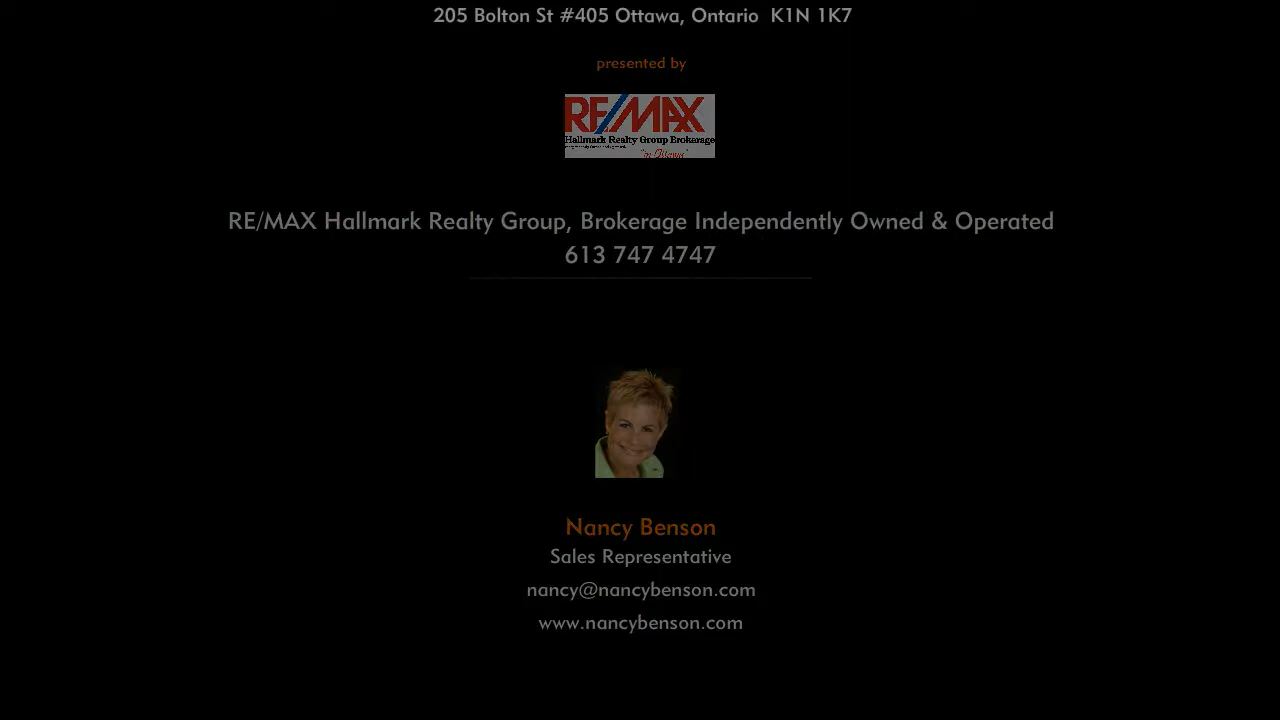 205 Bolton St #405 Ottawa, Ontario K1N 1K7
presented by
RE/MAX
Hallmark Realty Group Brokerage
"in Ottawa"
RE/MAX Hallmark Realty Group, Brokerage Independently Owned & Operated
613 747 4747
Nancy Benson
Sales Representative
nancy@nancybenson.com
www.nancybenson.com